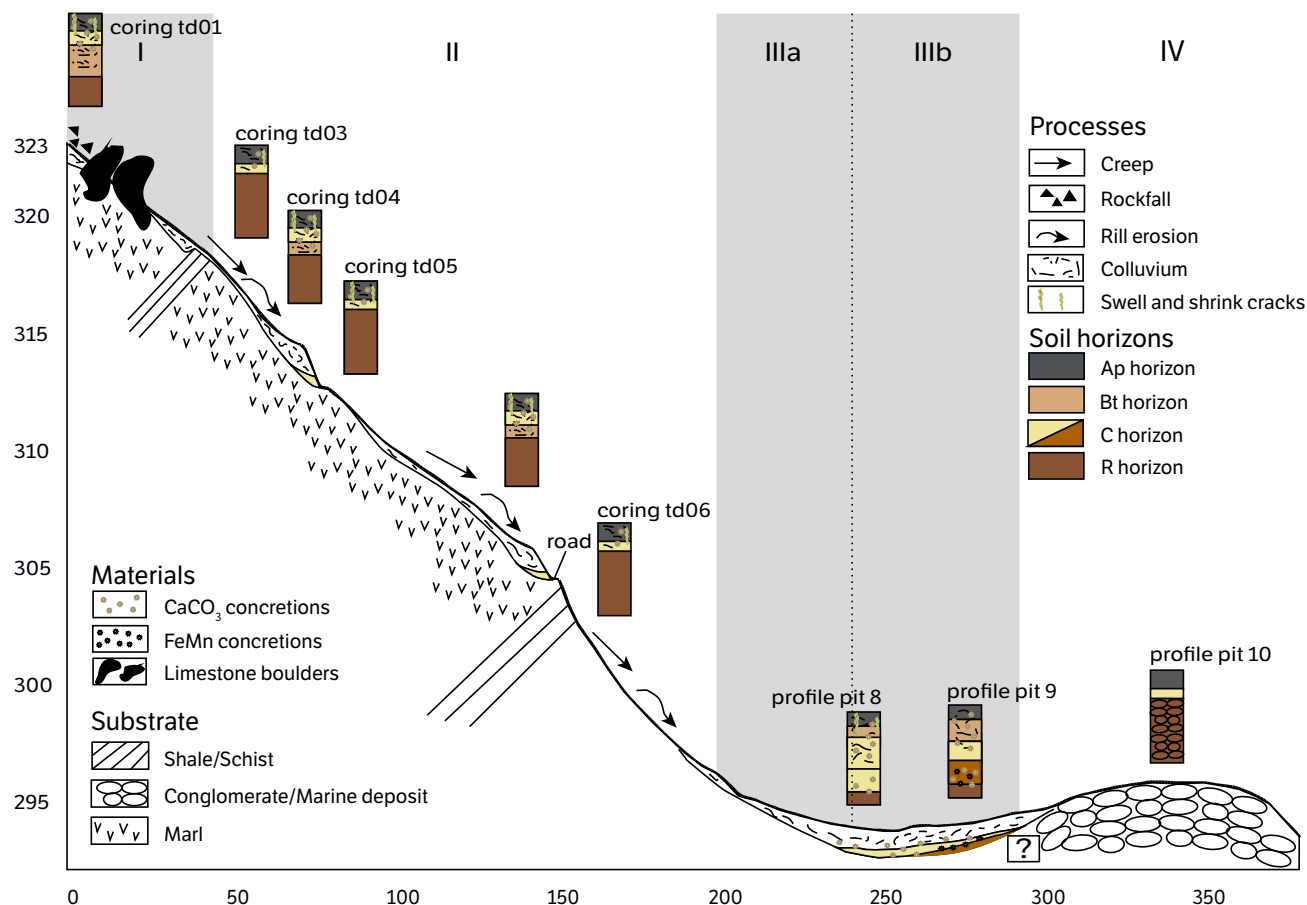 coring td01
I
II
IIIa
IIIb
IV
coring td03
coring td04
coring td05
coring td06
road
profile pit 8
profile pit 9
profile pit 10
?
Processes
Creep
Rockfall
Rill erosion
Colluvium
Swell and shrink cracks
Soil horizons
Ap horizon
Bt horizon
C horizon
R horizon
Materials
CaCO₃ concretions
FeMn concretions
Limestone boulders
Substrate
Shale/Schist
Conglomerate/Marine deposit
Marl
323
320
315
310
305
300
295
0
50
100
150
200
250
300
350